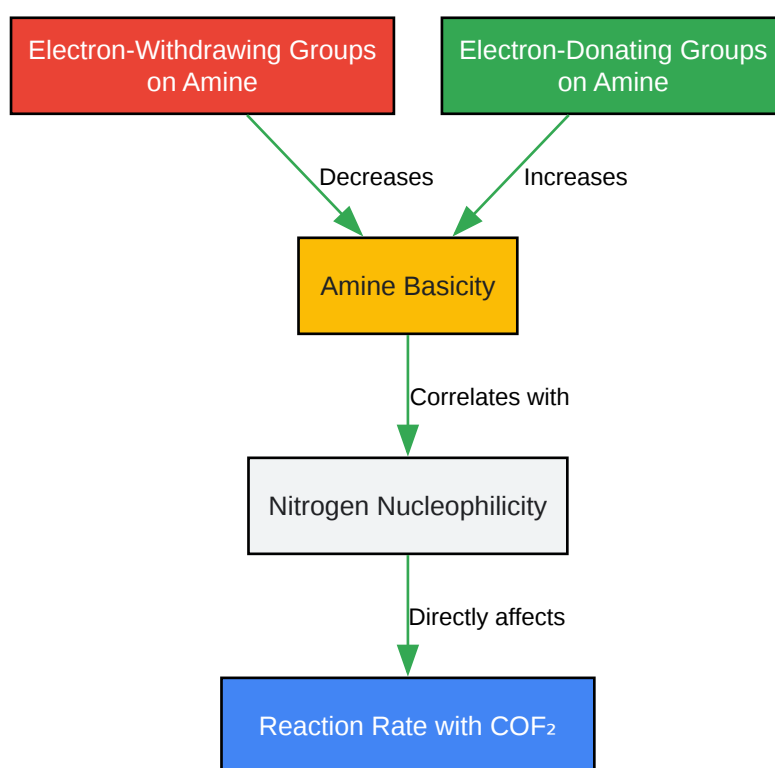 Electron-Withdrawing Groups
on Amine
Electron-Donating Groups
on Amine
Decreases
Increases
Amine Basicity
Correlates with
Nitrogen Nucleophilicity
Directly affects
Reaction Rate with COF₂